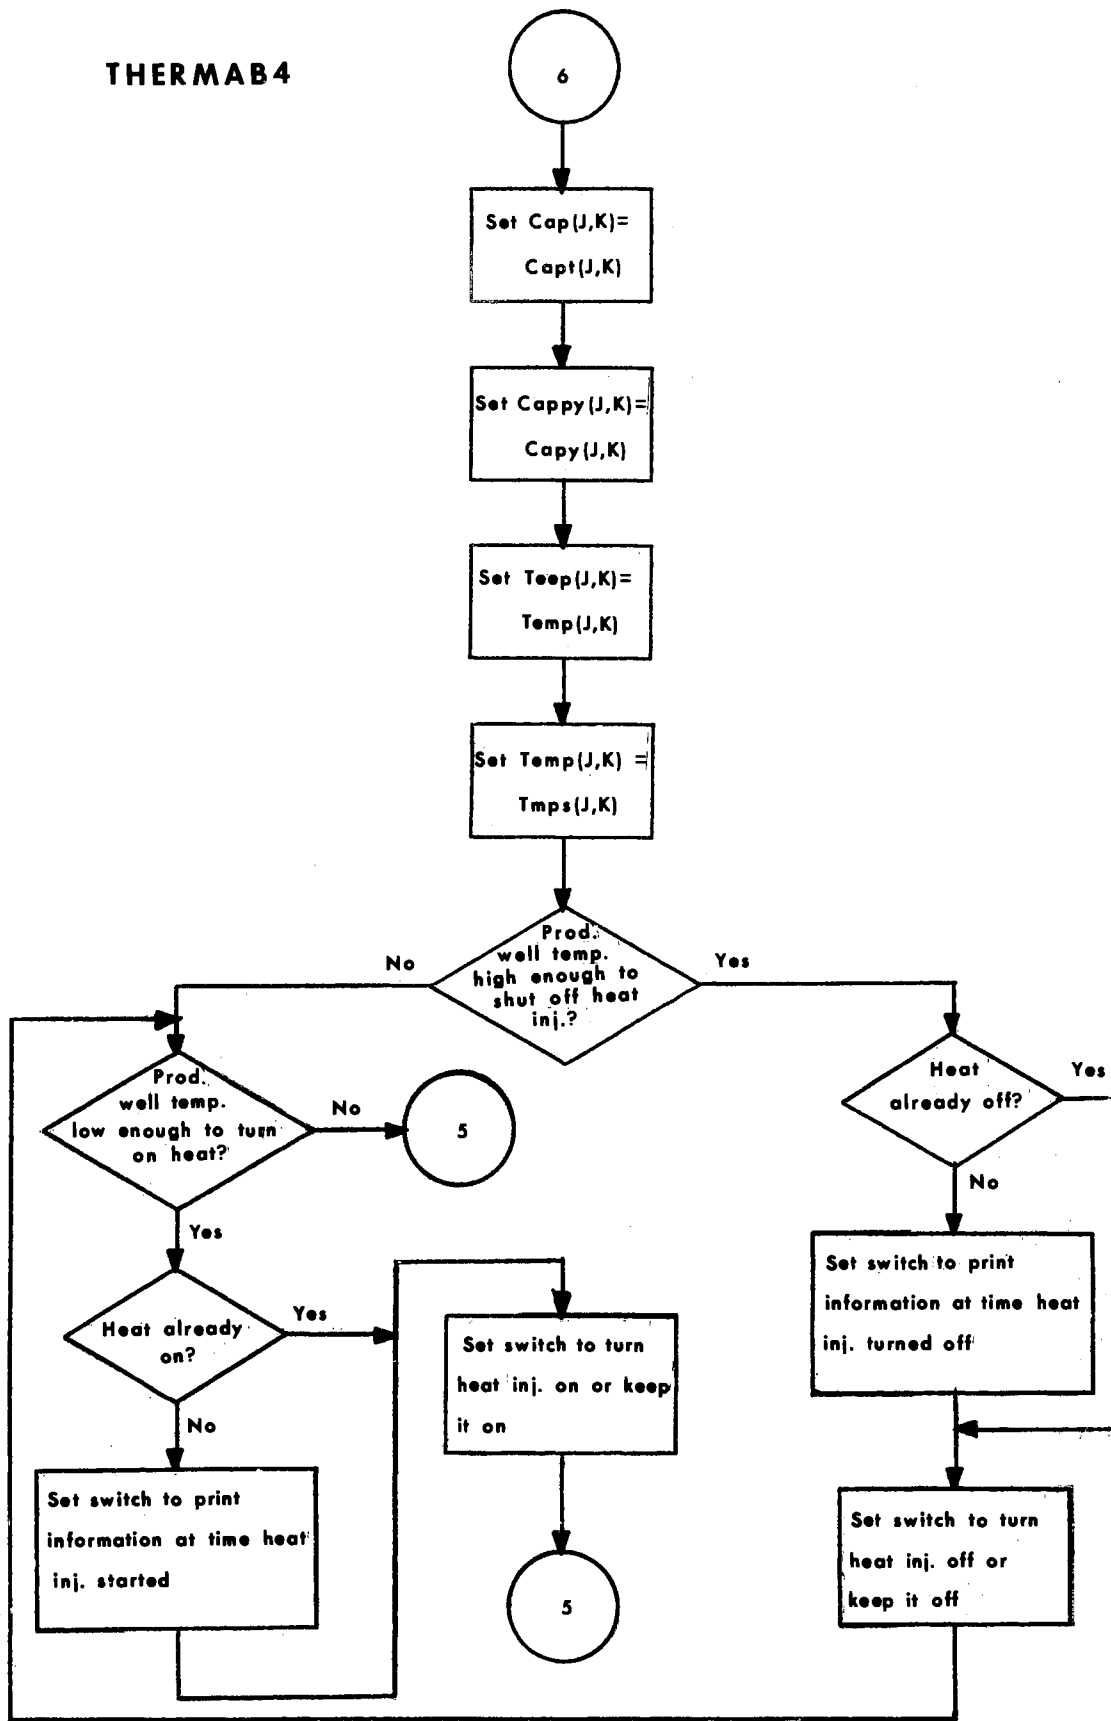 THERMAB4
6
Set Cap(J,K)=
Capt(J,K)
Set Cappy(J,K)=
Capy(J,K)
Set Teep(J,K)=
Temp(J,K)
Set Temp(J,K) =
Tmps(J,K)
Prod.
well temp.
high enough to
shut off heat
inj.?
No
Yes
Prod.
well temp.
low enough to turn
on heat?
No
5
Yes
Heat
already off?
Yes
No
Heat already
on?
Yes
No
Set switch to turn
heat inj. on or keep
it on
Set switch to print
information at time heat
inj. turned off
Set switch to print
information at time heat
inj. started
5
Set switch to turn
heat inj. off or
keep it off